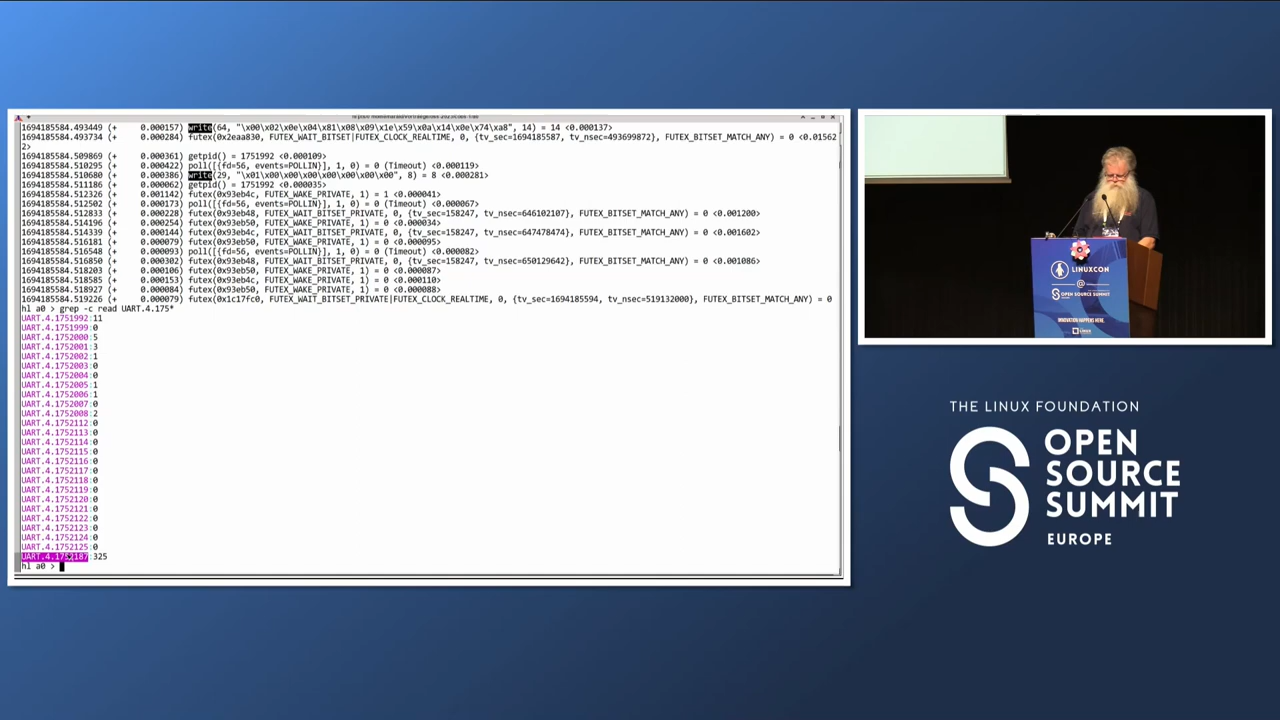 1694185584.493449 (+ 0.000157) write(64, "\x00\x02\x0e\x04\x81\x08\x09\x1e\x59\x0a\x14\x0e\x74\xa8", 14) = 14 <0.000137>
1694185584.493734 (+ 0.000284) futex(0x2eaa830, FUTEX_WAIT_BITSET|FUTEX_CLOCK_REALTIME, 0, {tv_sec=1694185587, tv_nsec=493699872}, FUTEX_BITSET_MATCH_ANY) = 0 <0.01562
2>
1694185584.509869 (+ 0.000361) getpid() = 1751992 <0.000109>
1694185584.510295 (+ 0.000422) poll([{fd=56, events=POLLIN}], 1, 0) = 0 (Timeout) <0.000119>
1694185584.510680 (+ 0.000386) write(29, "\x01\x00\x00\x00\x00\x00\x00\x00", 8) = 8 <0.000281>
1694185584.511186 (+ 0.000062) getpid() = 1751992 <0.000035>
1694185584.512326 (+ 0.001142) futex(0x93eb4c, FUTEX_WAKE_PRIVATE, 1) = 1 <0.000041>
1694185584.512502 (+ 0.000173) poll([{fd=56, events=POLLIN}], 1, 0) = 0 (Timeout) <0.000067>
1694185584.512833 (+ 0.000228) futex(0x93eb48, FUTEX_WAIT_BITSET_PRIVATE, 0, {tv_sec=158247, tv_nsec=646102107}, FUTEX_BITSET_MATCH_ANY) = 0 <0.001200>
1694185584.514196 (+ 0.000254) futex(0x93eb50, FUTEX_WAKE_PRIVATE, 1) = 0 <0.000034>
1694185584.514339 (+ 0.000144) futex(0x93eb4c, FUTEX_WAIT_BITSET_PRIVATE, 0, {tv_sec=158247, tv_nsec=647478474}, FUTEX_BITSET_MATCH_ANY) = 0 <0.001602>
1694185584.516181 (+ 0.000079) futex(0x93eb50, FUTEX_WAKE_PRIVATE, 1) = 0 <0.000095>
1694185584.516548 (+ 0.000093) poll([{fd=56, events=POLLIN}], 1, 0) = 0 (Timeout) <0.000082>
1694185584.516850 (+ 0.000302) futex(0x93eb48, FUTEX_WAIT_BITSET_PRIVATE, 0, {tv_sec=158247, tv_nsec=650129642}, FUTEX_BITSET_MATCH_ANY) = 0 <0.001086>
1694185584.518203 (+ 0.000106) futex(0x93eb50, FUTEX_WAKE_PRIVATE, 1) = 0 <0.000087>
1694185584.518585 (+ 0.000153) futex(0x93eb4c, FUTEX_WAKE_PRIVATE, 1) = 0 <0.000110>
1694185584.518927 (+ 0.000084) futex(0x93eb50, FUTEX_WAKE_PRIVATE, 1) = 0 <0.000088>
1694185584.519226 (+ 0.000079) futex(0x1c17fc0, FUTEX_WAIT_BITSET_PRIVATE|FUTEX_CLOCK_REALTIME, 0, {tv_sec=1694185594, tv_nsec=519132000}, FUTEX_BITSET_MATCH_ANY) = 0
hl a0 > grep -c read UART.4.175*
UART.4.1751992:11
UART.4.1751999:0
UART.4.1752000:5
UART.4.1752001:3
UART.4.1752002:1
UART.4.1752003:0
UART.4.1752004:0
UART.4.1752005:1
UART.4.1752006:1
UART.4.1752007:0
UART.4.1752008:2
UART.4.1752112:0
UART.4.1752113:0
UART.4.1752114:0
UART.4.1752115:0
UART.4.1752116:0
UART.4.1752117:0
UART.4.1752118:0
UART.4.1752119:0
UART.4.1752120:0
UART.4.1752121:0
UART.4.1752122:0
UART.4.1752123:0
UART.4.1752124:0
UART.4.1752125:0
UART.4.1752187:325
hl a0 >
LINUXCON
@
OPEN SOURCE SUMMIT
INNOVATION HAPPENS HERE.
THE LINUX FOUNDATION
OPEN
SOURCE
SUMMIT
EUROPE